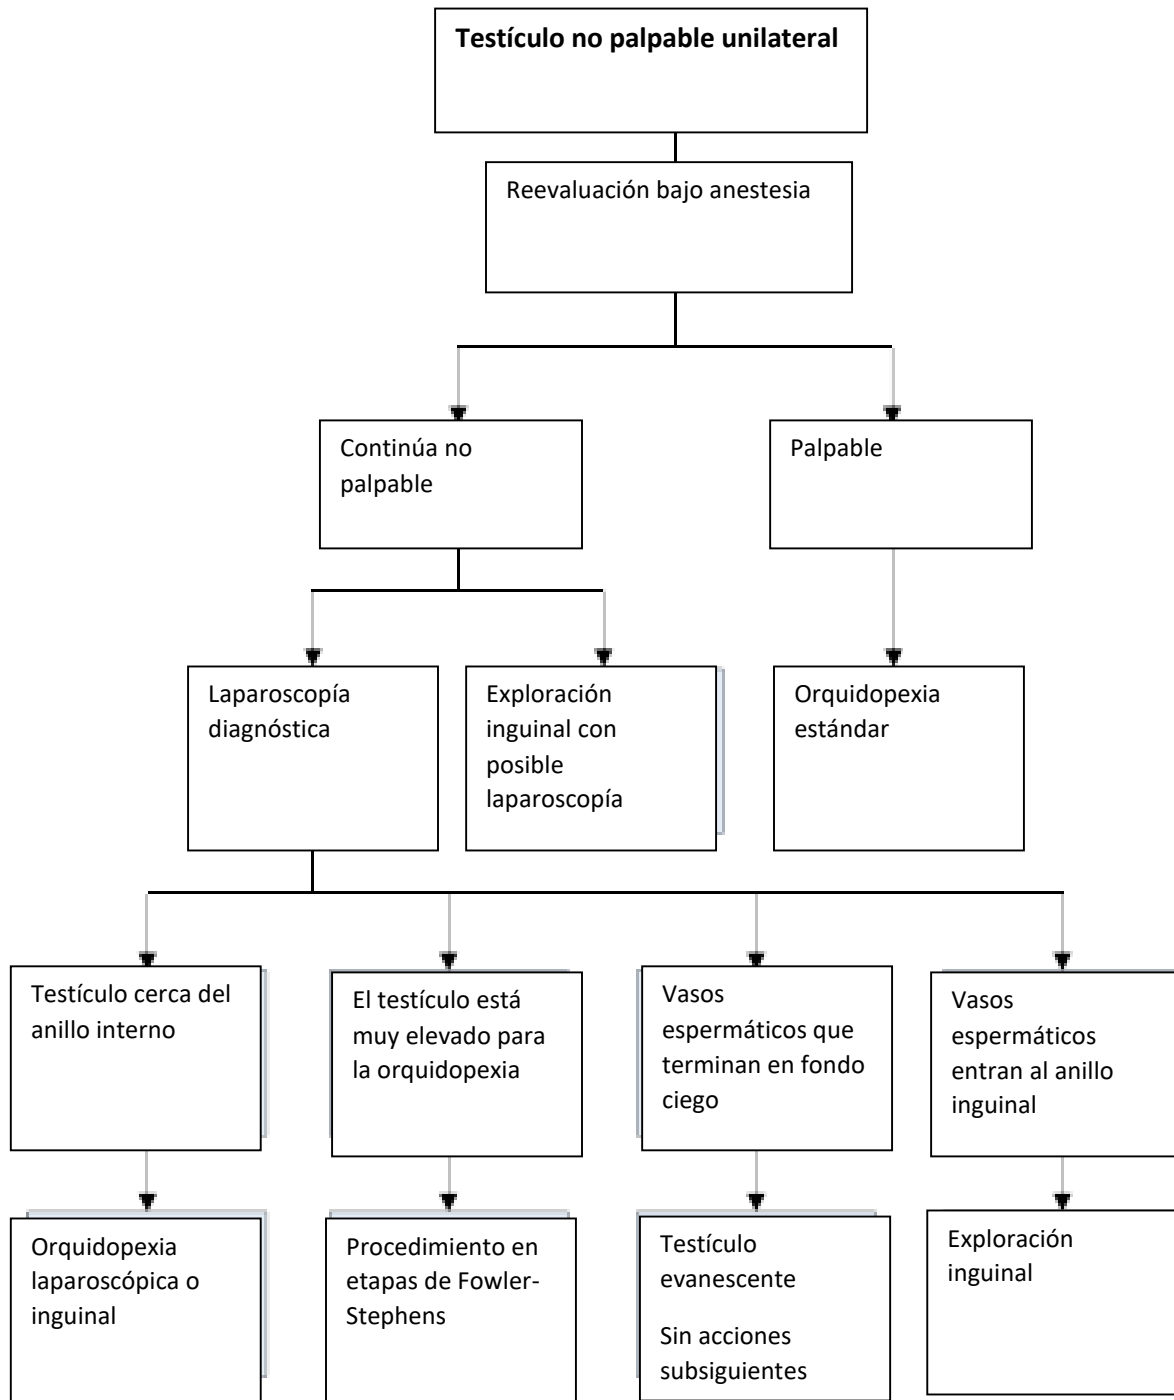 Testículo no palpable unilateral
Reevaluación bajo anestesia
Continúa no
palpable
Palpable
Laparoscopía
diagnóstica
Exploración
inguinal con
posible
laparoscopía
Orquidopexia
estándar
Testículo cerca del
anillo interno
El testículo está
muy elevado para
la orquidopexia
Vasos
espermáticos que
terminan en fondo
ciego
Vasos
espermáticos
entran al anillo
inguinal
Orquidopexia
laparoscópica o
inguinal
Procedimiento en
etapas de Fowler-
Stephens
Testículo
evanescente
Sin acciones
subsiguientes
Exploración
inguinal